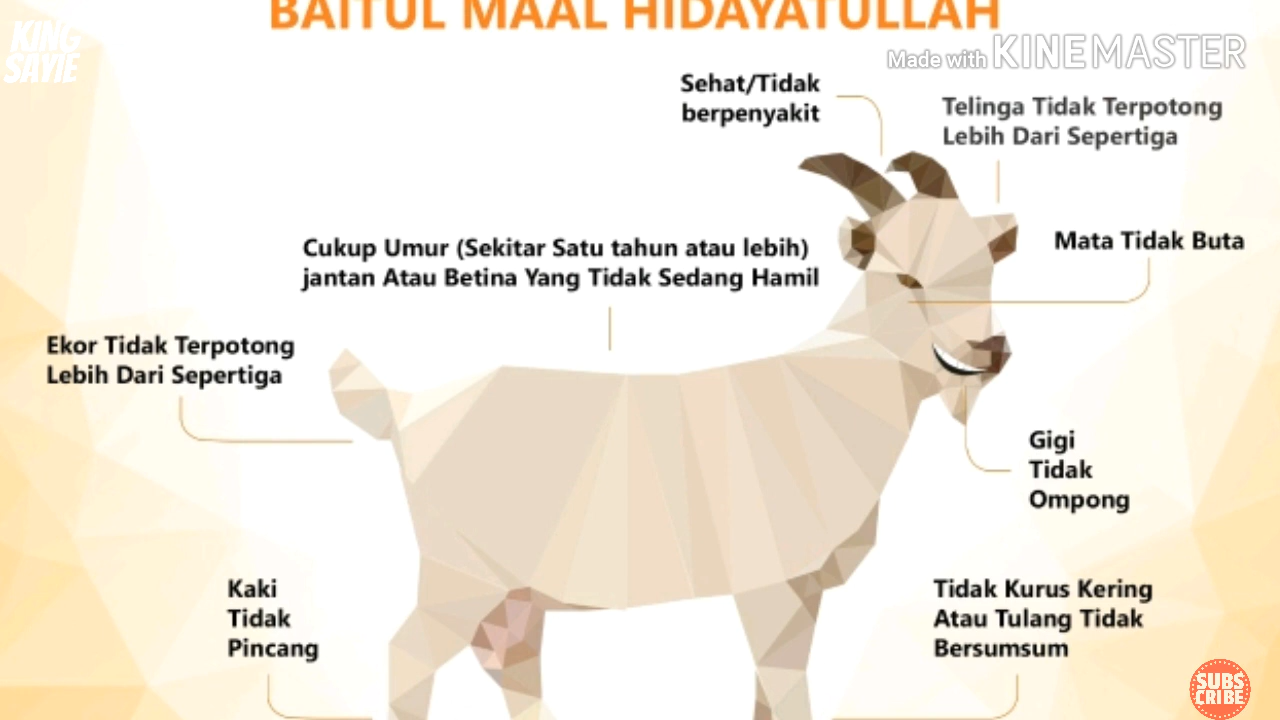 BAITUL MAAL HIDAYATULLAH
KING
SAYIE
Made with KINEMASTER
Sehat/Tidak
berpenyakit
Telinga Tidak Terpotong
Lebih Dari Sepertiga
Mata Tidak Buta
Cukup Umur (Sekitar Satu tahun atau lebih)
jantan Atau Betina Yang Tidak Sedang Hamil
Ekor Tidak Terpotong
Lebih Dari Sepertiga
Gigi
Tidak
Ompong
Kaki
Tidak
Pincang
Tidak Kurus Kering
Atau Tulang Tidak
Bersumsum
SUBS
CRIBE